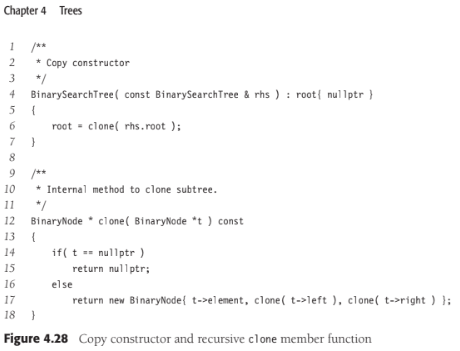 Chapter 4 Trees
1 /**
2 * Copy constructor
3 */
4 BinarySearchTree( const BinarySearchTree & rhs ) : root{ nullptr }
5 {
6 root = clone( rhs.root );
7 }
8
9 /**
10 * Internal method to clone subtree.
11 */
12 BinaryNode * clone( BinaryNode *t ) const
13 {
14 if( t == nullptr )
15 return nullptr;
16 else
17 return new BinaryNode{ t->element, clone( t->left ), clone( t->right ) };
18 }
Figure 4.28 Copy constructor and recursive clone member function